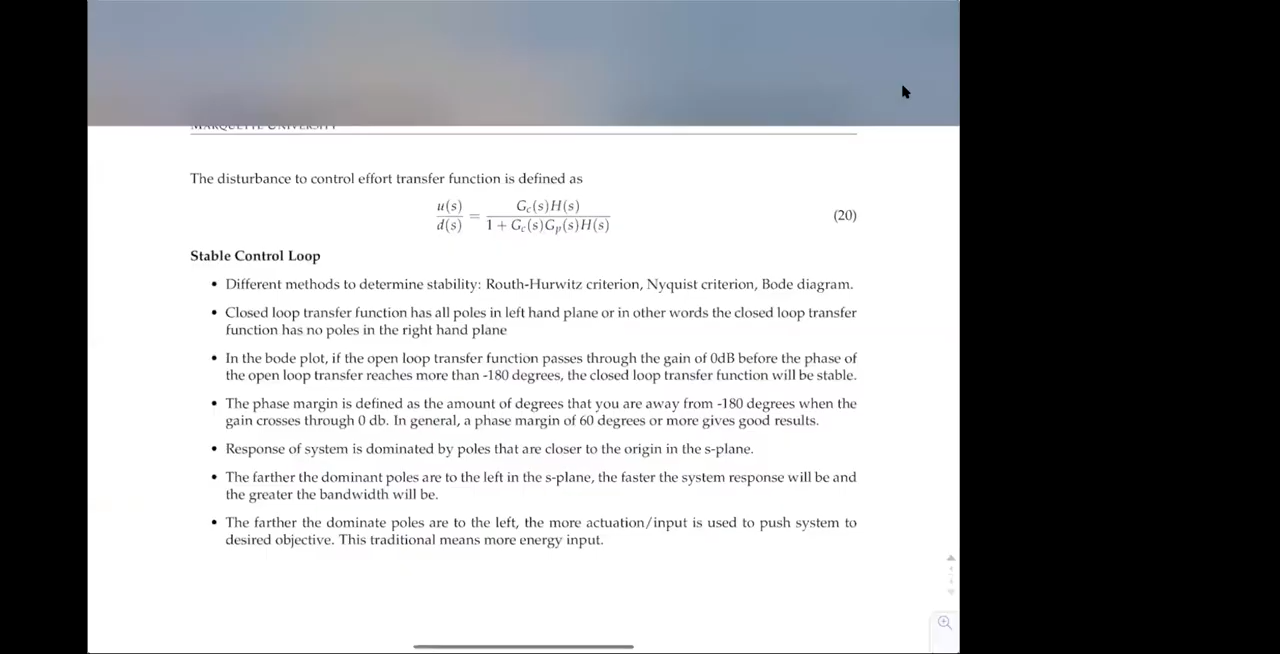 MARQUETTE UNIVERSITY
The disturbance to control effort transfer function is defined as
u(s)/d(s) = G_c(s)H(s)/(1 + G_c(s)G_p(s)H(s)) (20)
Stable Control Loop
• Different methods to determine stability: Routh-Hurwitz criterion, Nyquist criterion, Bode diagram.
• Closed loop transfer function has all poles in left hand plane or in other words the closed loop transfer
function has no poles in the right hand plane
• In the bode plot, if the open loop transfer function passes through the gain of 0dB before the phase of
the open loop transfer reaches more than -180 degrees, the closed loop transfer function will be stable.
• The phase margin is defined as the amount of degrees that you are away from -180 degrees when the
gain crosses through 0 db. In general, a phase margin of 60 degrees or more gives good results.
• Response of system is dominated by poles that are closer to the origin in the s-plane.
• The farther the dominant poles are to the left in the s-plane, the faster the system response will be and
the greater the bandwidth will be.
• The farther the dominate poles are to the left, the more actuation/input is used to push system to
desired objective. This traditional means more energy input.